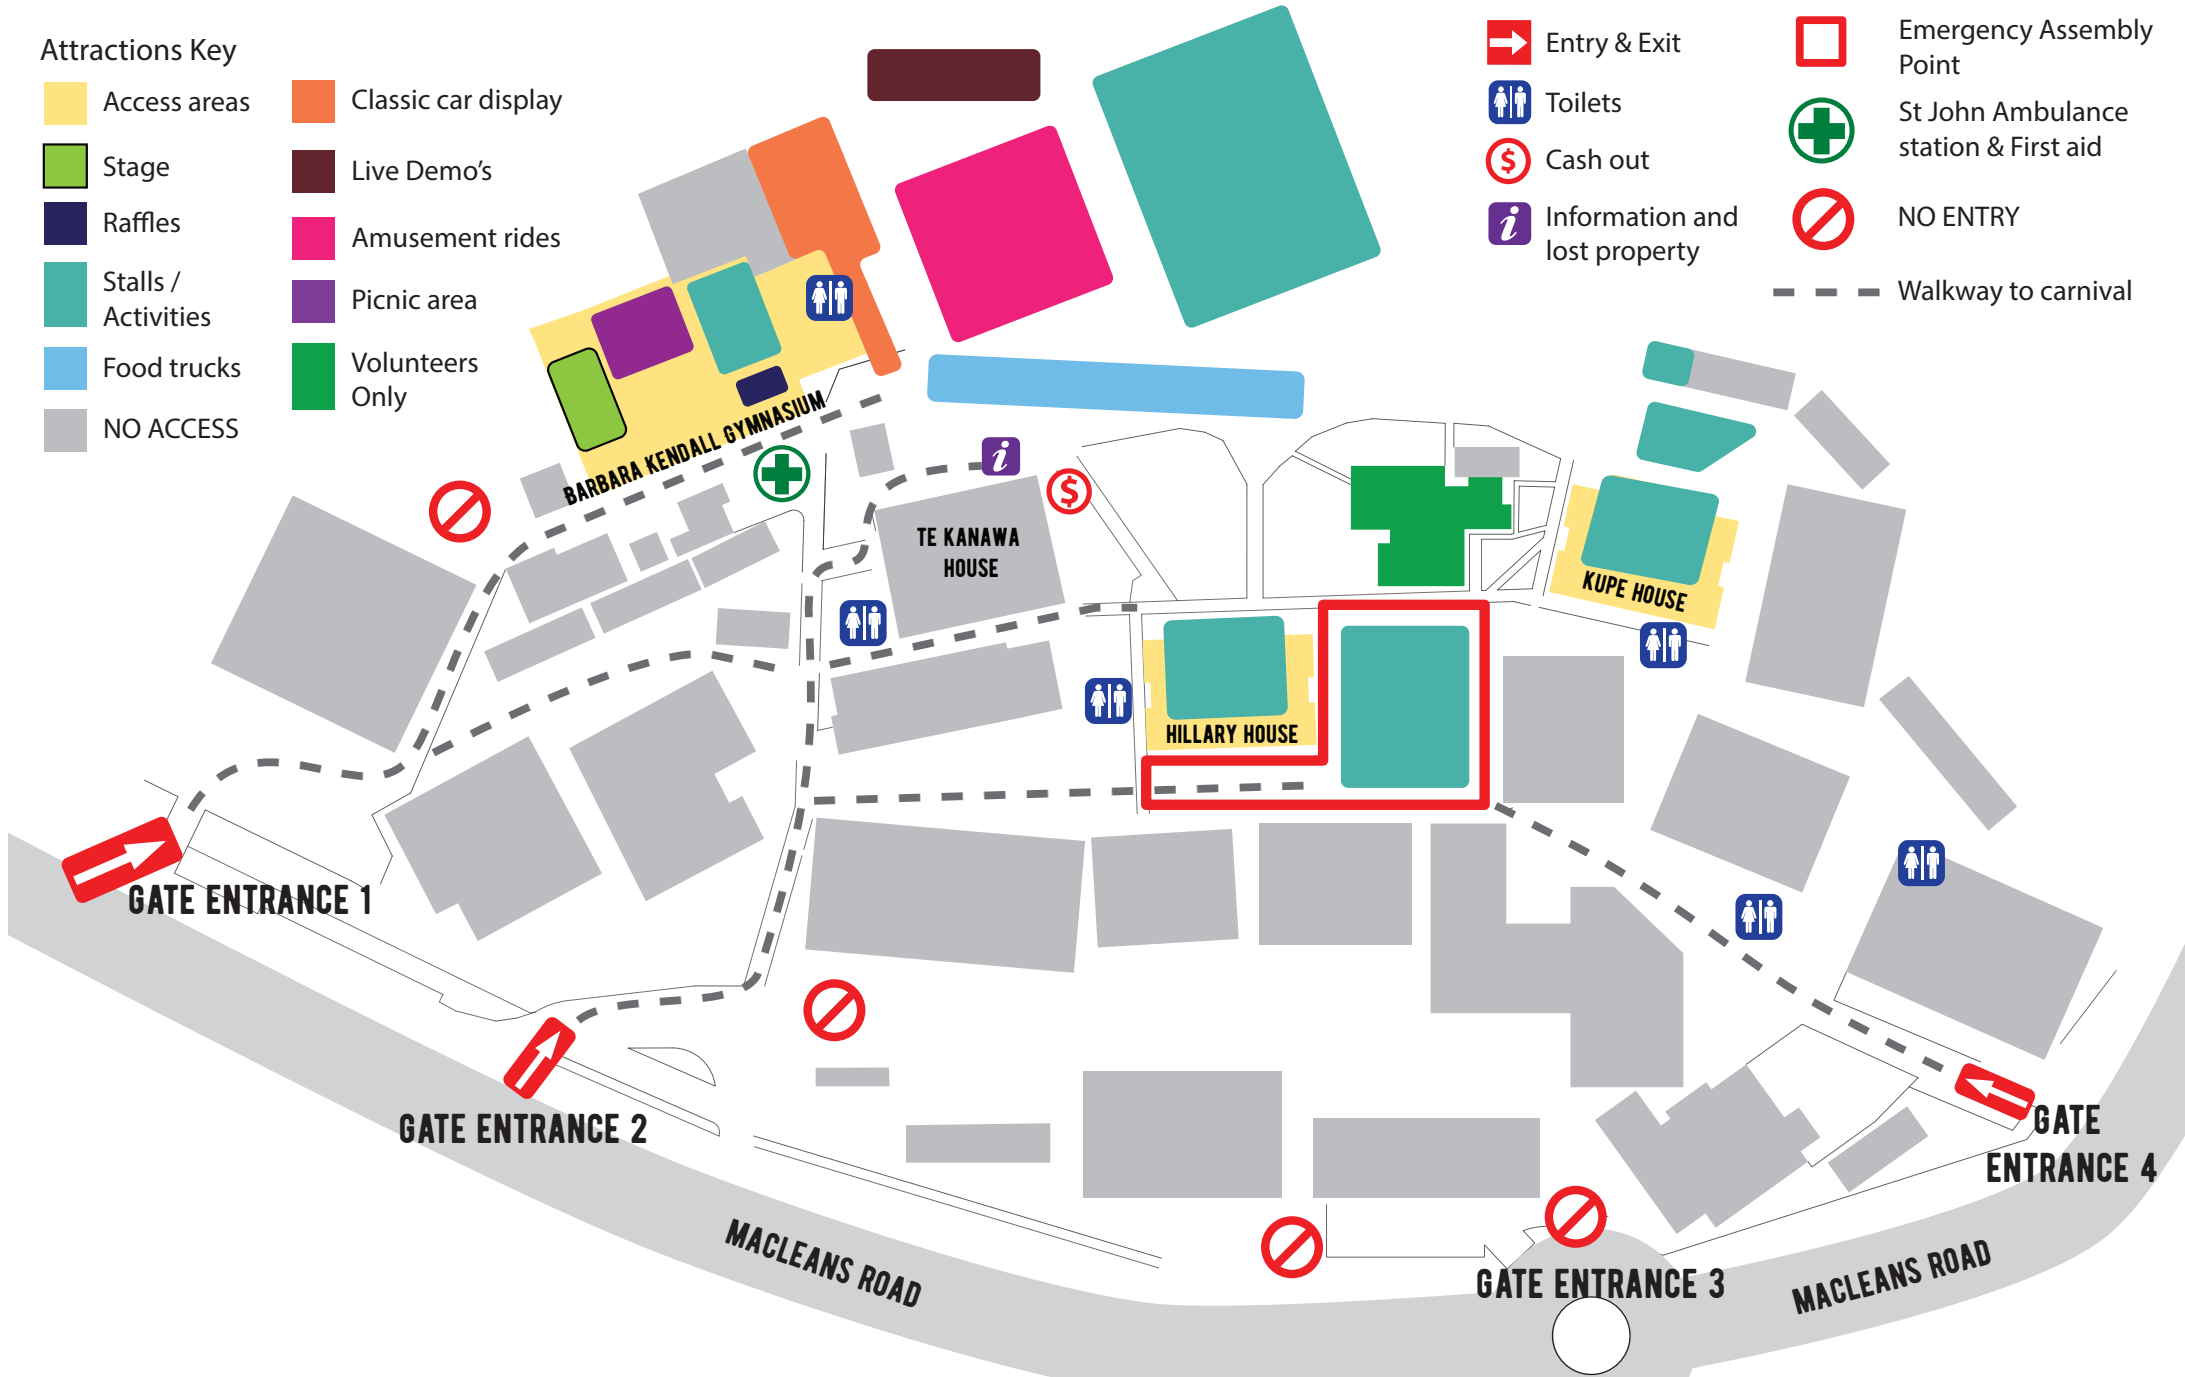 Attractions Key
Access areas
Stage
Raffles
Stalls /
Activities
Food trucks
NO ACCESS
Classic car display
Live Demo's
Amusement rides
Picnic area
Volunteers
Only
Entry & Exit
Toilets
$
Cash out
i
Information and
lost property
Emergency Assembly
Point
St John Ambulance
station & First aid
NO ENTRY
Walkway to carnival
BARBARA KENDALL GYMNASIUM
i
$
TE KANAWA
HOUSE
KUPE HOUSE
HILLARY HOUSE
GATE ENTRANCE 1
GATE ENTRANCE 2
GATE
ENTRANCE 4
MACLEANS ROAD
GATE ENTRANCE 3
MACLEANS ROAD